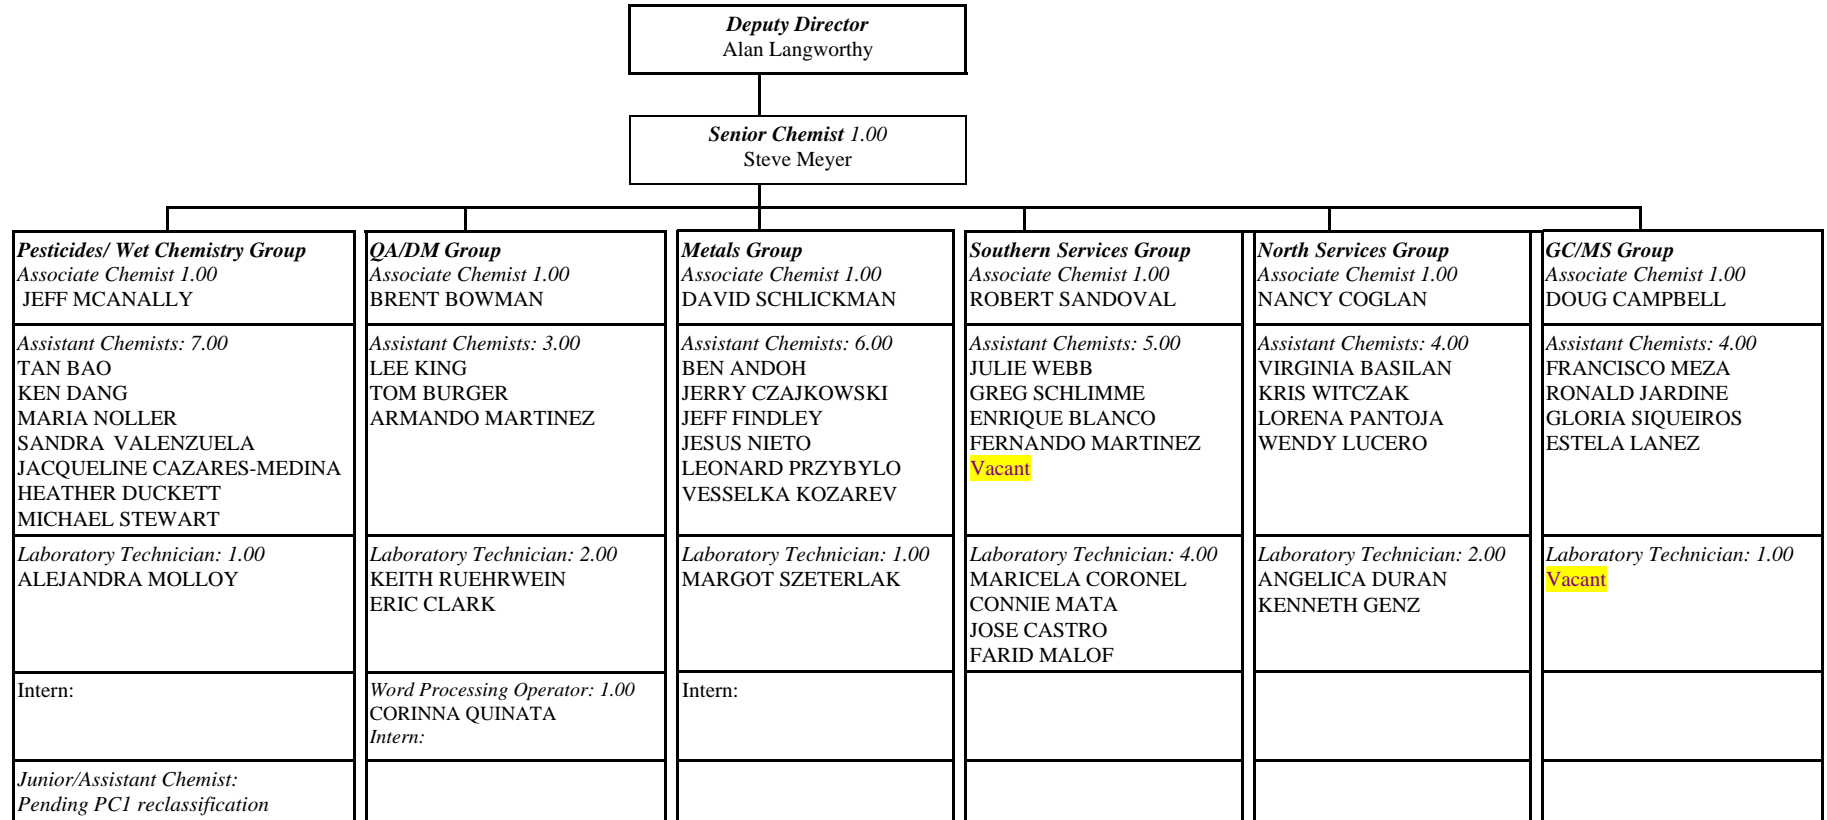 Deputy Director
Alan Langworthy
Senior Chemist 1.00
Steve Meyer
Pesticides/ Wet Chemistry Group
Associate Chemist 1.00
JEFF MCANALLY
Assistant Chemists: 7.00
TAN BAO
KEN DANG
MARIA NOLLER
SANDRA VALENZUELA
JACQUELINE CAZARES-MEDINA
HEATHER DUCKETT
MICHAEL STEWART
Laboratory Technician: 1.00
ALEJANDRA MOLLOY
Intern:
Junior/Assistant Chemist:
Pending PC1 reclassification
QA/DM Group
Associate Chemist 1.00
BRENT BOWMAN
Assistant Chemists: 3.00
LEE KING
TOM BURGER
ARMANDO MARTINEZ
Laboratory Technician: 2.00
KEITH RUEHRWEIN
ERIC CLARK
Word Processing Operator: 1.00
CORINNA QUINATA
Intern:
Metals Group
Associate Chemist 1.00
DAVID SCHLICKMAN
Assistant Chemists: 6.00
BEN ANDOH
JERRY CZAJKOWSKI
JEFF FINDLEY
JESUS NIETO
LEONARD PRZYBYLO
VESSELKA KOZAREV
Laboratory Technician: 1.00
MARGOT SZETERLAK
Intern:
Southern Services Group
Associate Chemist 1.00
ROBERT SANDOVAL
Assistant Chemists: 5.00
JULIE WEBB
GREG SCHLIMME
ENRIQUE BLANCO
FERNANDO MARTINEZ
Vacant
Laboratory Technician: 4.00
MARICELA CORONEL
CONNIE MATA
JOSE CASTRO
FARID MALOF
North Services Group
Associate Chemist 1.00
NANCY COGLAN
Assistant Chemists: 4.00
VIRGINIA BASILAN
KRIS WITCZAK
LORENA PANTOJA
WENDY LUCERO
Laboratory Technician: 2.00
ANGELICA DURAN
KENNETH GENZ
GC/MS Group
Associate Chemist 1.00
DOUG CAMPBELL
Assistant Chemists: 4.00
FRANCISCO MEZA
RONALD JARDINE
GLORIA SIQUEIROS
ESTELA LANEZ
Laboratory Technician: 1.00
Vacant